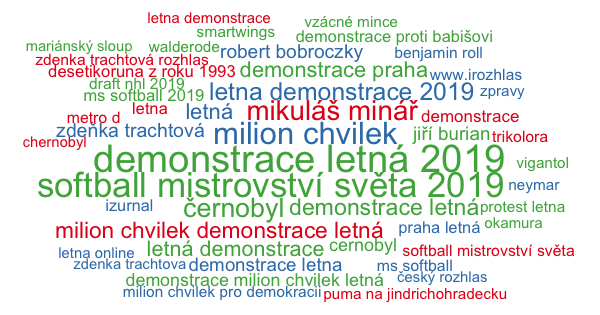 letna demonstrace
vzácné mince
smartwings
demonstrace proti babišovi
mariánský sloup
walderode
robert bobroczky
benjamin roll
zdenka trachtová rozhlas
desetikoruna z roku 1993
demonstrace praha
www.irozhlas
draft nhl 2019
ms softball 2019
letna demonstrace 2019
zpravy
letna
letná
mikuláš minář
demonstrace
metro d
zdeňka trachtová
milion chvilek
jiří burian
trikolora
chernobyl
demonstrace letná 2019
vigantol
softball mistrovství světa 2019
neymar
izurnal
černobyl
demonstrace letná
protest letna
milion chvilek demonstrace letná
praha letná
okamura
letna online
letná demonstrace
cernobyl
softball mistrovství světa
zdenka trachtova
demonstrace letna
ms softball
demonstrace milion chvilek letná
český rozhlas
milión chvilek pro demokracii
puma na jindrichohradecku